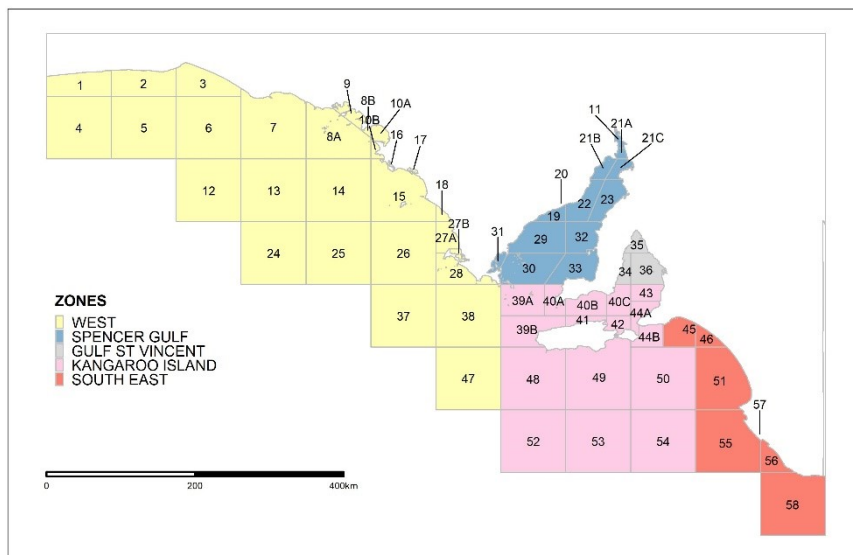 9
8B
10A
11
21A
1
2
3
10B
21B
21C
4
5
6
7
8A
16
17
20
12
13
14
15
18
19
22
23
27B
31
27A
29
32
35
24
25
26
28
30
33
34
36
ZONES
WEST
SPENCER GULF
GULF ST VINCENT
KANGAROO ISLAND
SOUTH EAST
37
38
39A
40A
40B
40C
43
39B
41
42
44A
44B
45
46
47
48
49
50
51
57
52
53
54
55
56
58
0
200
400km